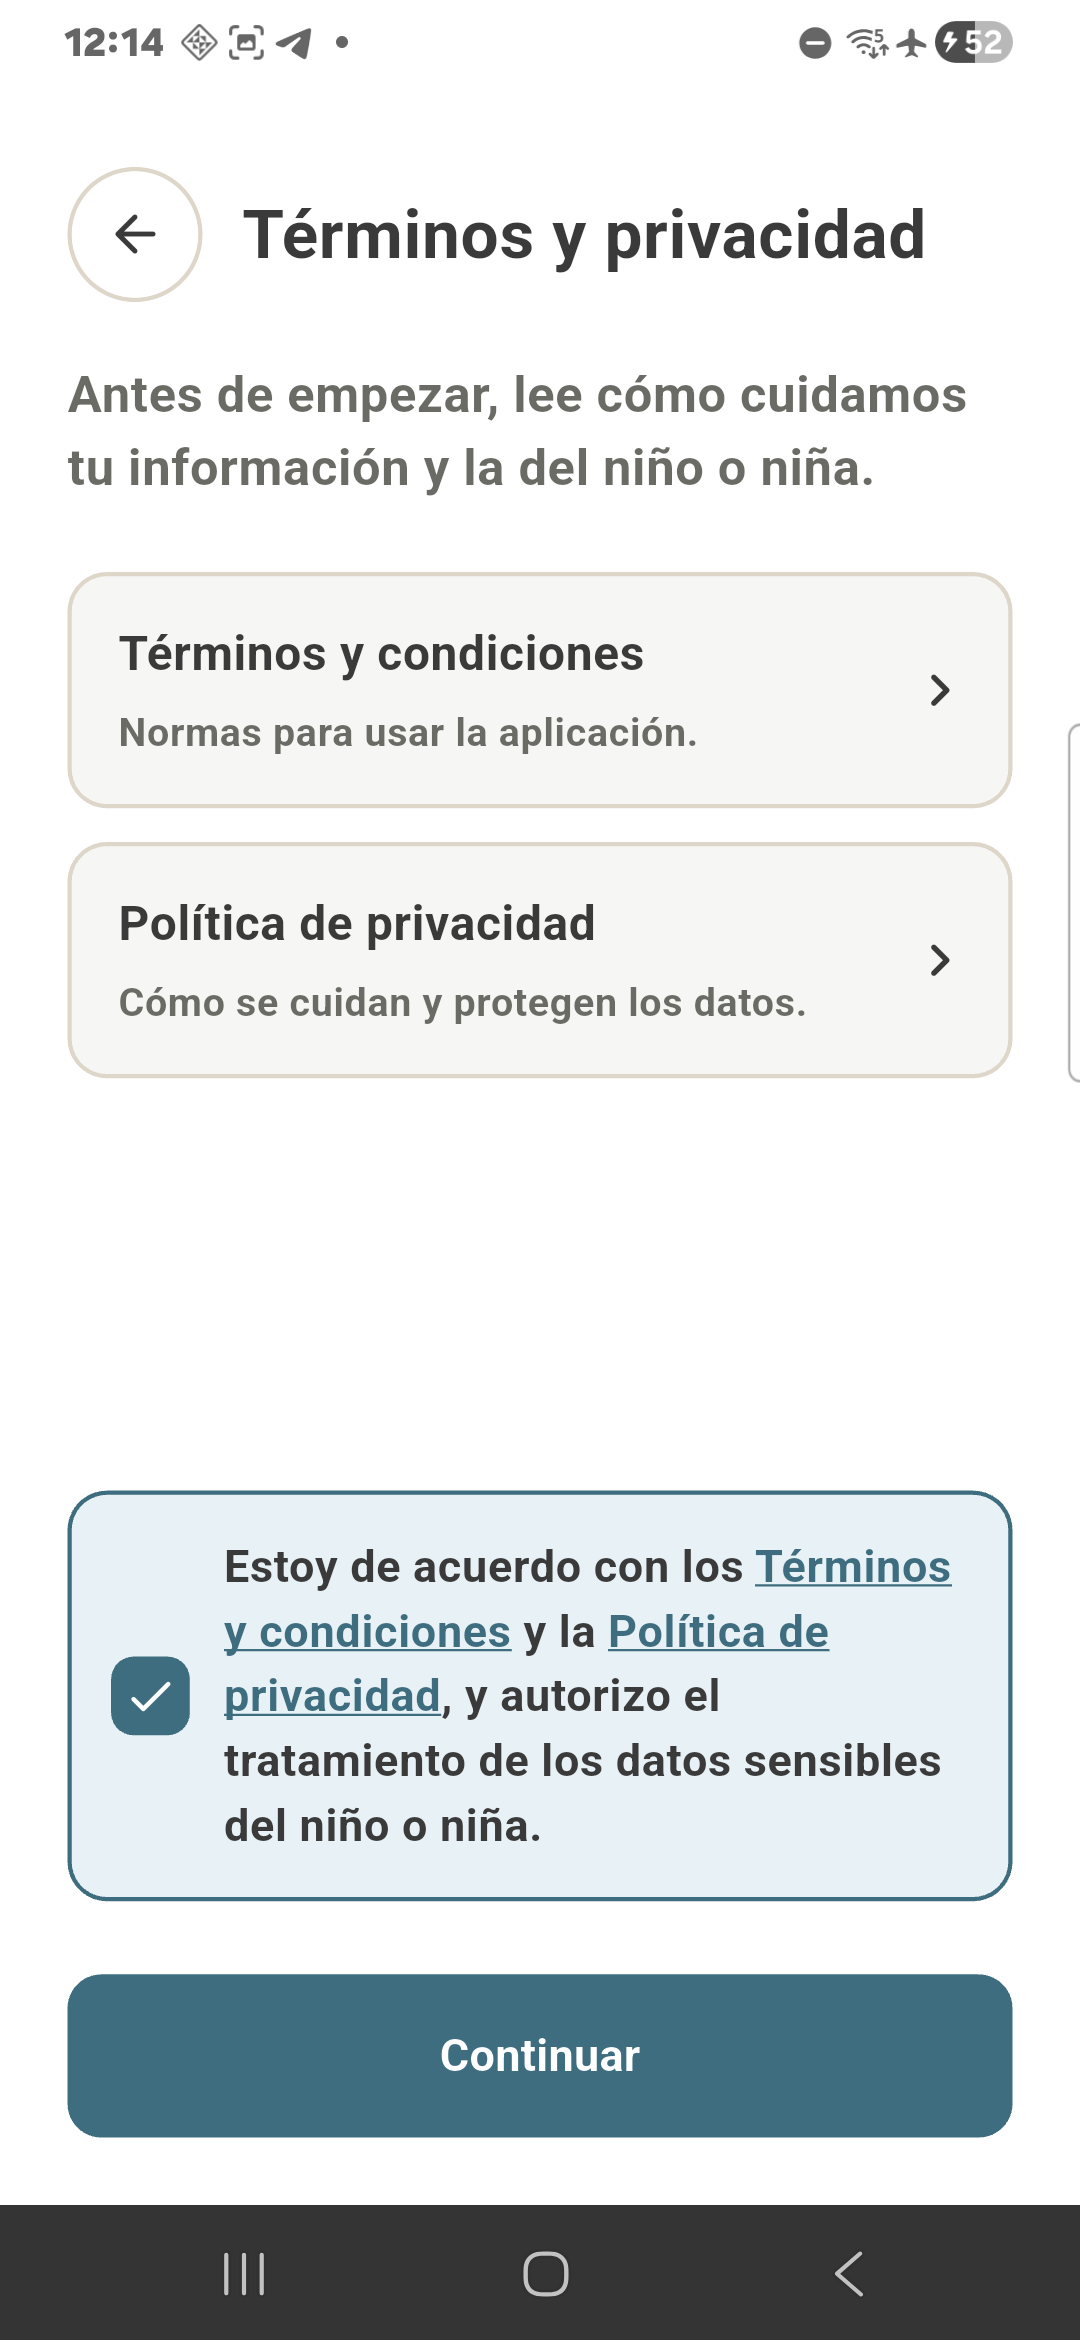 12:14
5
52
Términos y privacidad
Antes de empezar, lee cómo cuidamos
tu información y la del niño o niña.
Términos y condiciones
Normas para usar la aplicación.
Política de privacidad
Cómo se cuidan y protegen los datos.
Estoy de acuerdo con los Términos
y condiciones y la Política de
privacidad, y autorizo el
tratamiento de los datos sensibles
del niño o niña.
Continuar